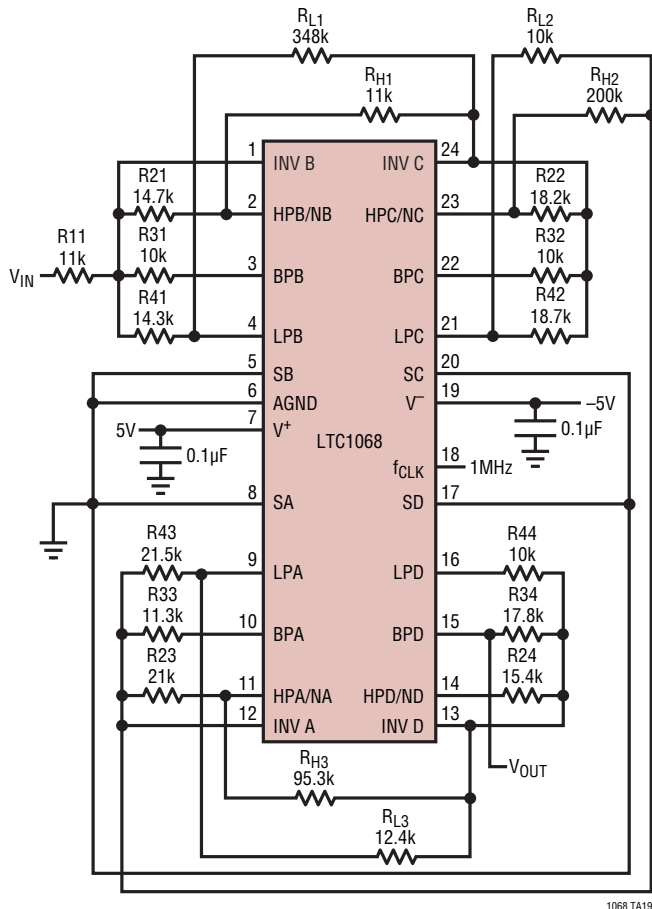 RL1
348k
RL2
10k
RH1
11k
RH2
200k
1
INV B
INV C
24
R21
14.7k
2
HPB/NB
HPC/NC
23
R22
18.2k
R11
11k
VIN
R31
10k
3
BPB
BPC
22
R32
10k
R41
14.3k
4
LPB
LPC
21
R42
18.7k
5
SB
SC
20
6
AGND
V–
19
–5V
5V
7
V+
0.1µF
LTC1068
0.1µF
fCLK
18
1MHz
8
SA
SD
17
R43
21.5k
9
LPA
LPD
16
R44
10k
R33
11.3k
10
BPA
BPD
15
R34
17.8k
R23
21k
11
HPA/NA
HPD/ND
14
R24
15.4k
12
INV A
INV D
13
RH3
95.3k
VOUT
RL3
12.4k
1068 TA19